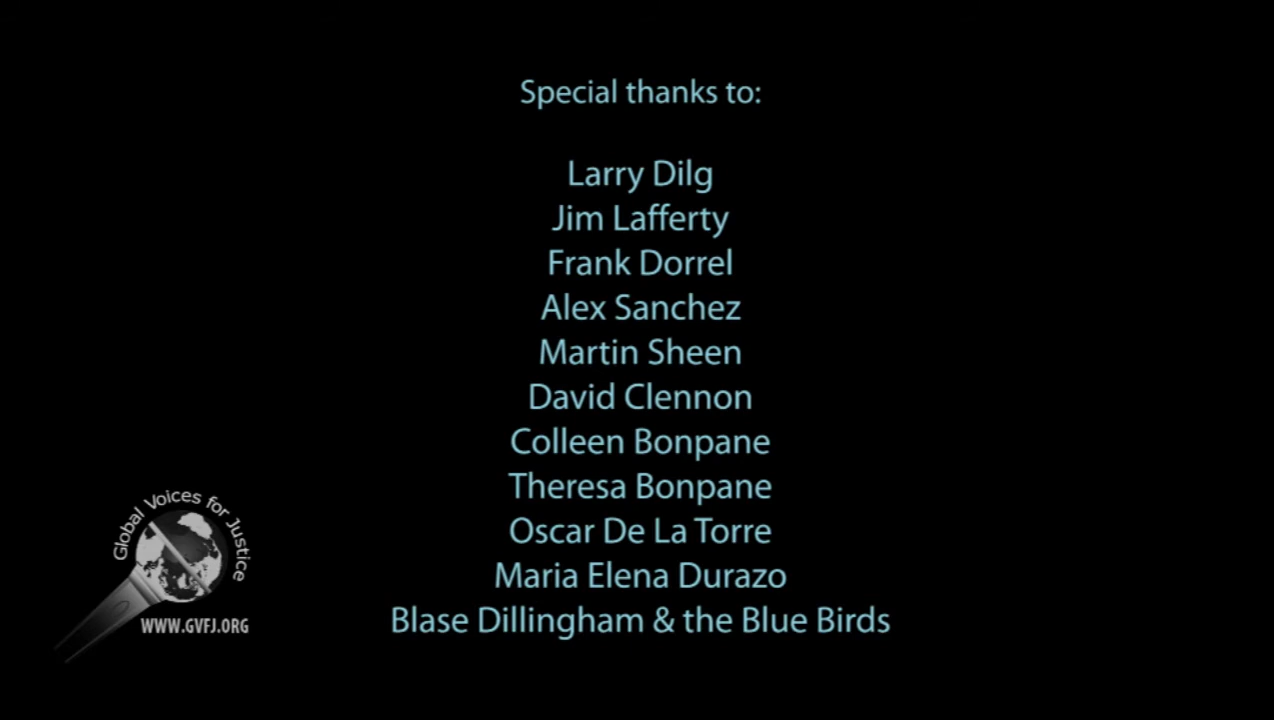 Special thanks to:
Larry Dilg
Jim Lafferty
Frank Dorrel
Alex Sanchez
Martin Sheen
David Clennon
Colleen Bonpane
Theresa Bonpane
Oscar De La Torre
Maria Elena Durazo
Blase Dillingham & the Blue Birds
Global Voices for Justice
WWW.GVFJ.ORG